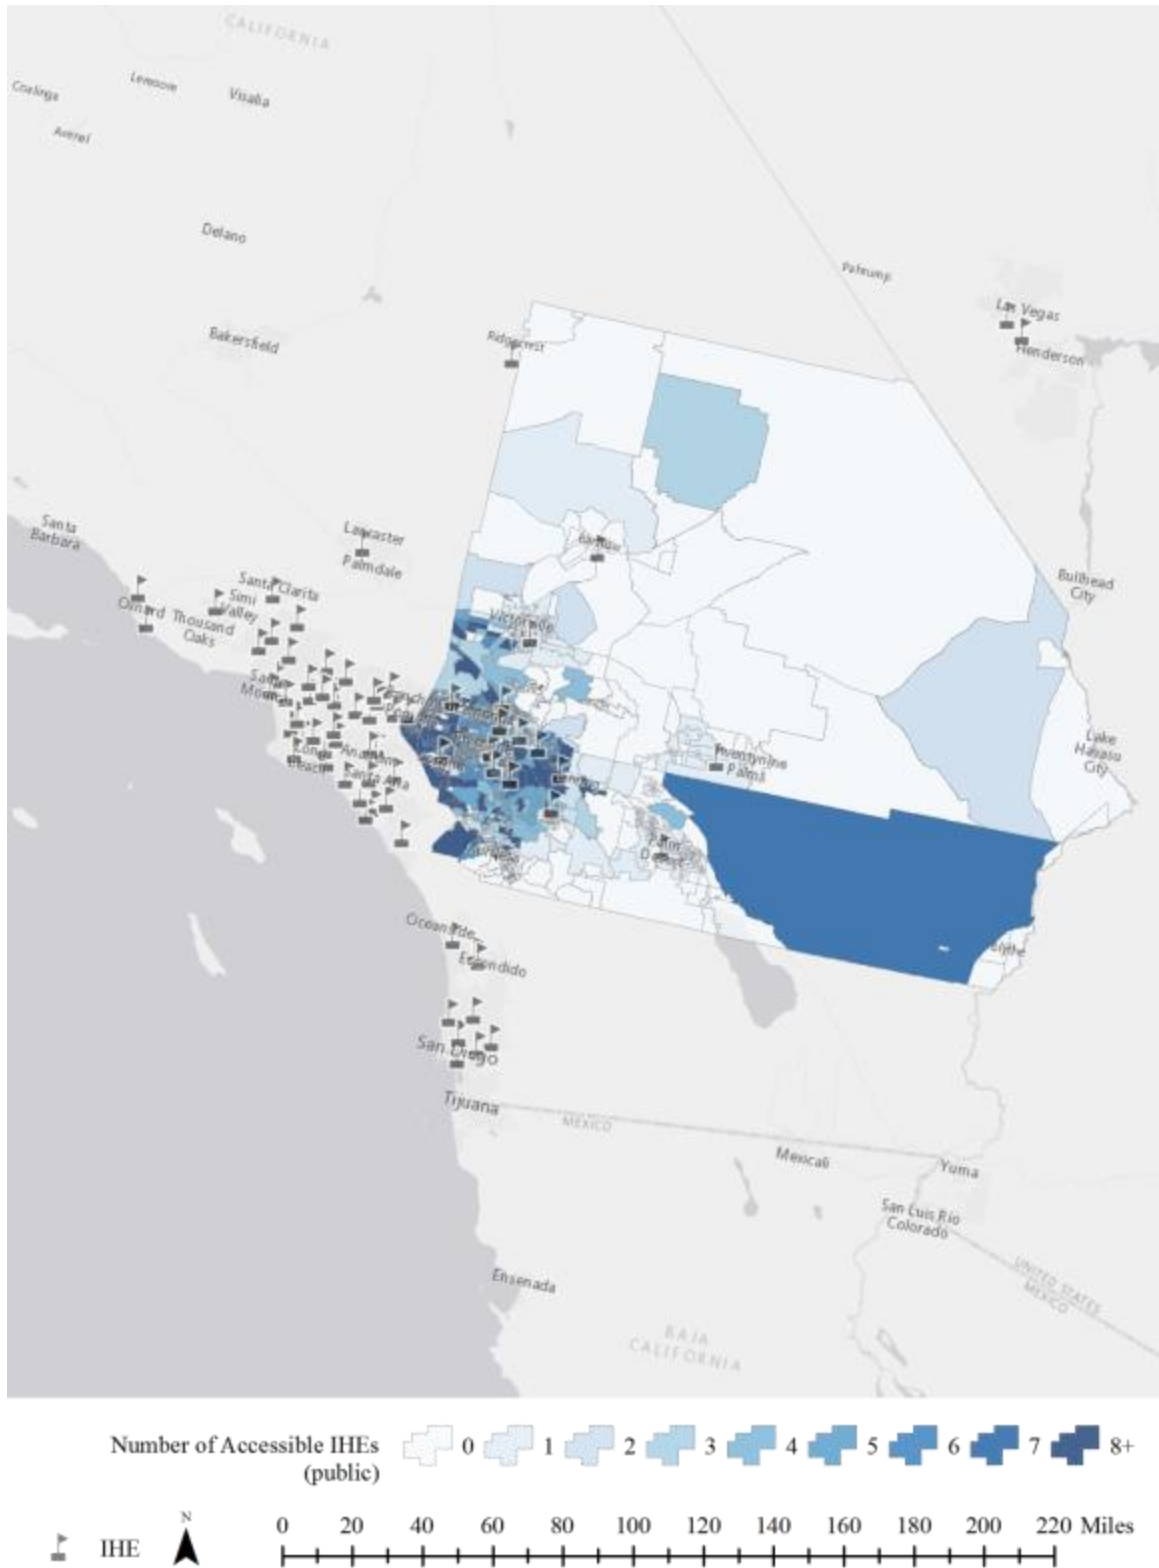 CALIFORNIA
Lemoore
Visalia
Coalinga
Avenal
Delano
Pahrump
Las Vegas
Henderson
Ridgecrest
Bakersfield
Santa
Barbara
Lancaster
Palmdale
Barstow
Bullhead
City
Santa Clarita
Simi
Valley
Oxnard
Thousand
Oaks
Victorville
Lake
Havasu
City
Long
Beach
Anaheim
Santa Ana
Twentynine
Palms
Palm
Desert
Blythe
Oceanside
Escondido
San Diego
Tijuana
MEXICO
Mexicali
Yuma
San Luis Rio
Colorado
UNITED STATES
MEXICO
Ensenada
BAJA
CALIFORNIA
Number of Accessible IHEs
(public)
0 1 2 3 4 5 6 7 8+
IHE
N
0 20 40 60 80 100 120 140 160 180 200 220 Miles